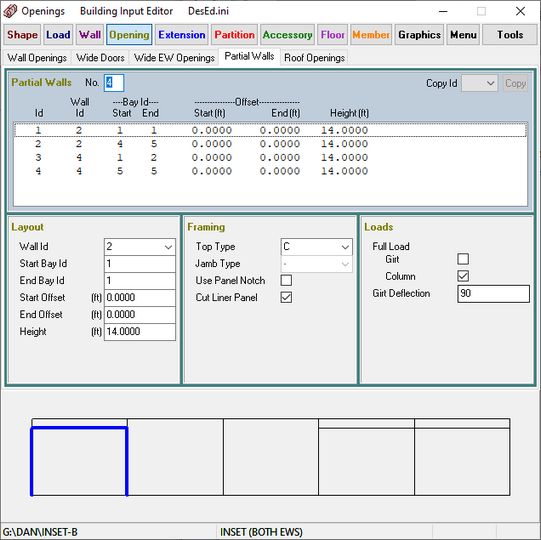 Openings Building Input Editor DesEd.ini
Shape Load Wall Opening Extension Partition Accessory Floor Member Graphics Menu Tools
Wall Openings Wide Doors Wide EW Openings Partial Walls Roof Openings
Partial Walls No. 4 Copy Id Copy
Wall ----Bay Id---- ---------------Offset---------------
Id Id Start End Start (ft) End (ft) Height (ft)
1 2 1 1 0.0000 0.0000 14.0000
2 2 4 5 0.0000 0.0000 14.0000
3 4 1 2 0.0000 0.0000 14.0000
4 4 5 5 0.0000 0.0000 14.0000
Layout
Wall Id 2
Start Bay Id 1
End Bay Id 1
Start Offset (ft) 0.0000
End Offset (ft) 0.0000
Height (ft) 14.0000
Framing
Top Type C
Jamb Type -
Use Panel Notch
Cut Liner Panel
Loads
Full Load
Girt
Column
Girt Deflection 90
G:\DAN\INSET-B INSET (BOTH EWS)